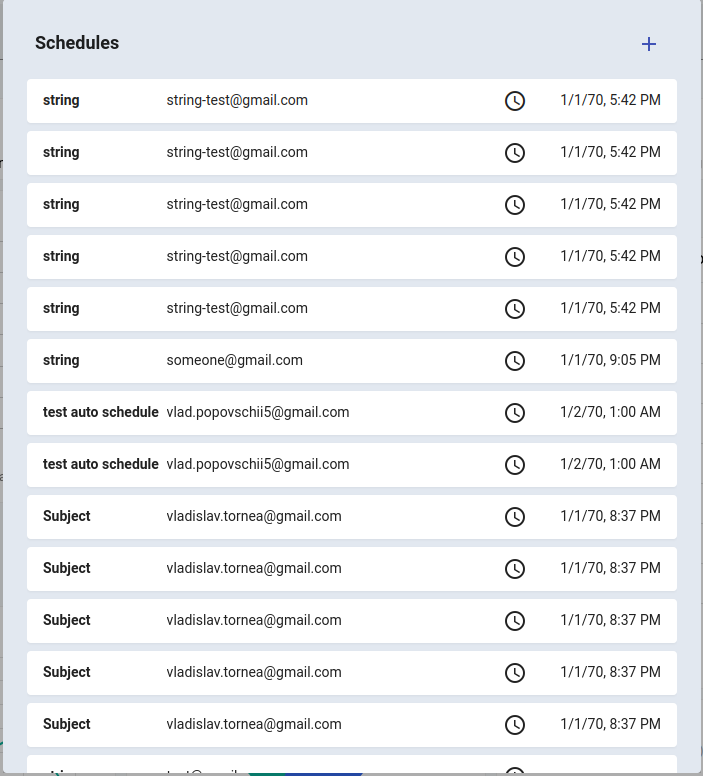 Schedules
string string-test@gmail.com 1/1/70, 5:42 PM
string string-test@gmail.com 1/1/70, 5:42 PM
string string-test@gmail.com 1/1/70, 5:42 PM
string string-test@gmail.com 1/1/70, 5:42 PM
string string-test@gmail.com 1/1/70, 5:42 PM
string someone@gmail.com 1/1/70, 9:05 PM
test auto schedule vlad.popovschii5@gmail.com 1/2/70, 1:00 AM
test auto schedule vlad.popovschii5@gmail.com 1/2/70, 1:00 AM
Subject vladislav.tornea@gmail.com 1/1/70, 8:37 PM
Subject vladislav.tornea@gmail.com 1/1/70, 8:37 PM
Subject vladislav.tornea@gmail.com 1/1/70, 8:37 PM
Subject vladislav.tornea@gmail.com 1/1/70, 8:37 PM
Subject vladislav.tornea@gmail.com 1/1/70, 8:37 PM